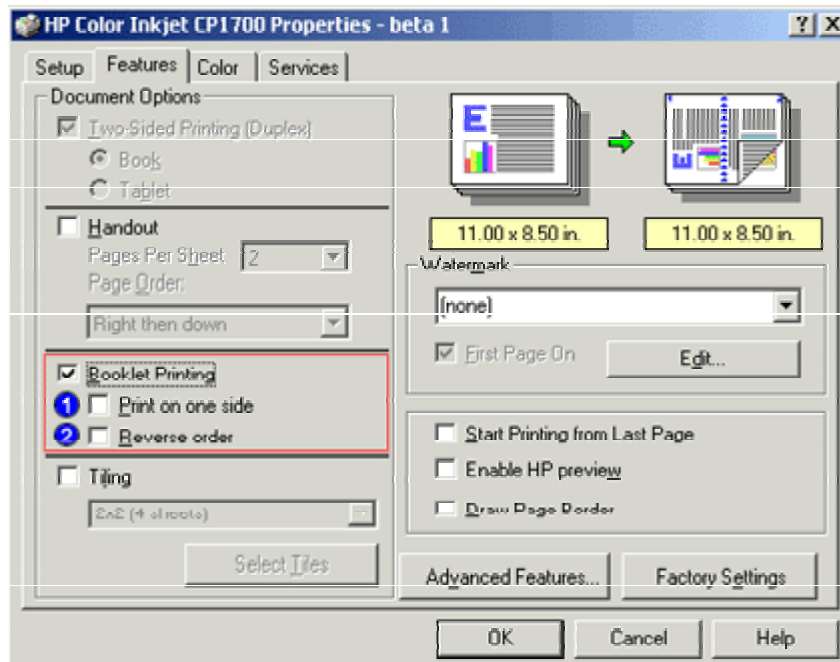 HP Color Inkjet CP1700 Properties - beta 1
Setup Features Color Services
Document Options
Two-Sided Printing (Duplex)
Book
Tablet
Handout
Pages Per Sheet 2
Page Order:
Right then down
Booklet Printing
1 Print on one side
2 Reverse order
Tiling
2x2 (4 sheets)
Select Tiles
E
11.00 x 8.50 in. 11.00 x 8.50 in.
Watermark
(none)
First Page On Edit...
Start Printing from Last Page
Enable HP preview
Draw Page Border
Advanced Features... Factory Settings
OK Cancel Help